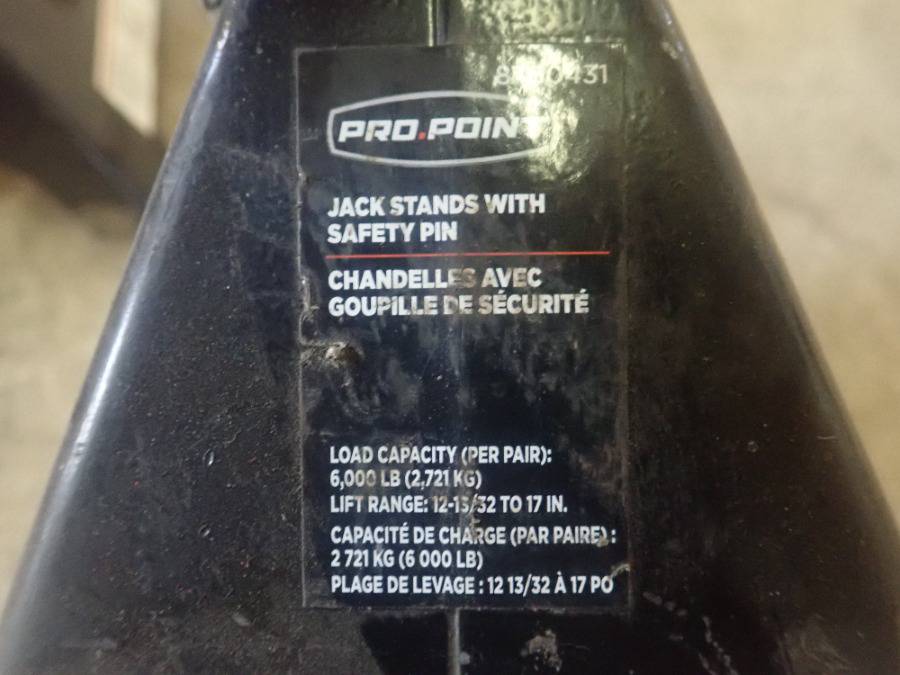 PRO.POINT
JACK STANDS WITH
SAFETY PIN
CHANDELLES AVEC
GOUPILLE DE SÉCURITÉ
LOAD CAPACITY (PER PAIR):
6,000 LB (2,721 KG)
LIFT RANGE: 12-13/32 TO 17 IN.
CAPACITÉ DE CHARGE (PAR PAIRE) :
2 721 KG (6 000 LB)
PLAGE DE LEVAGE : 12 13/32 À 17 PO